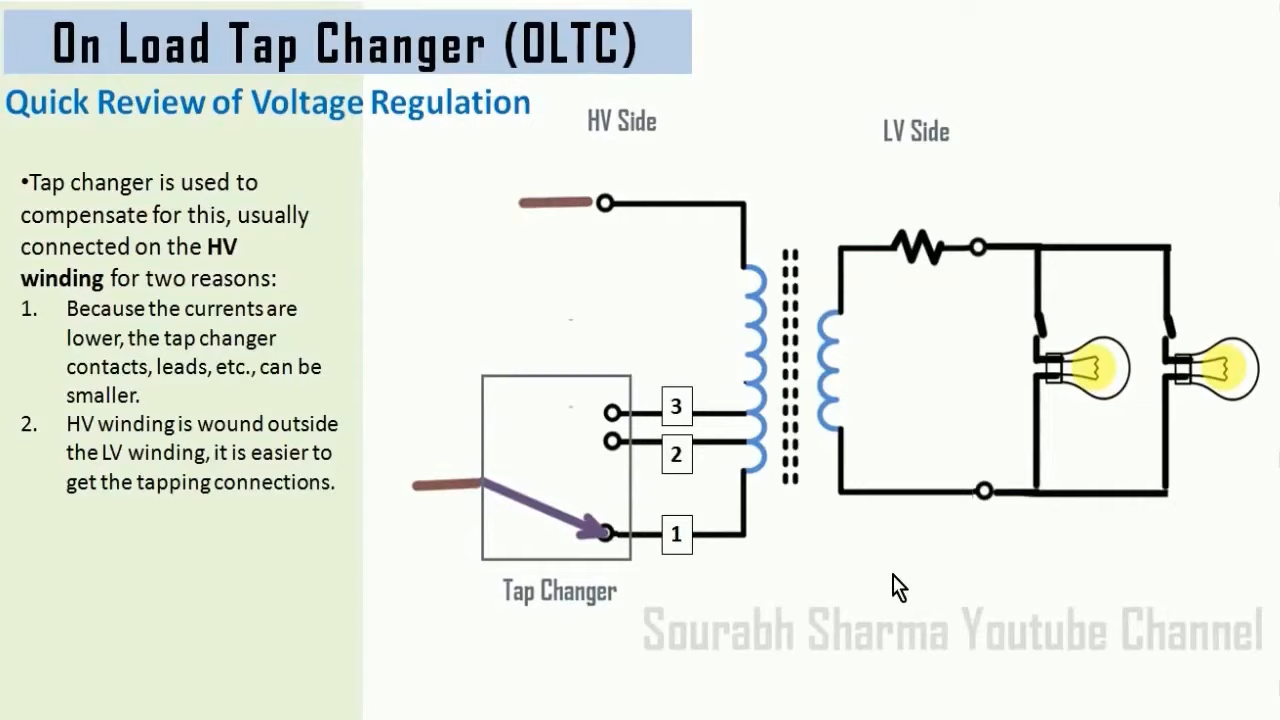 On Load Tap Changer (OLTC)
Quick Review of Voltage Regulation
HV Side
LV Side
•Tap changer is used to
compensate for this, usually
connected on the HV
winding for two reasons:
1. Because the currents are
lower, the tap changer
contacts, leads, etc., can be
smaller.
2. HV winding is wound outside
the LV winding, it is easier to
get the tapping connections.
3
2
1
Tap Changer
Sourabh Sharma Youtube Channel